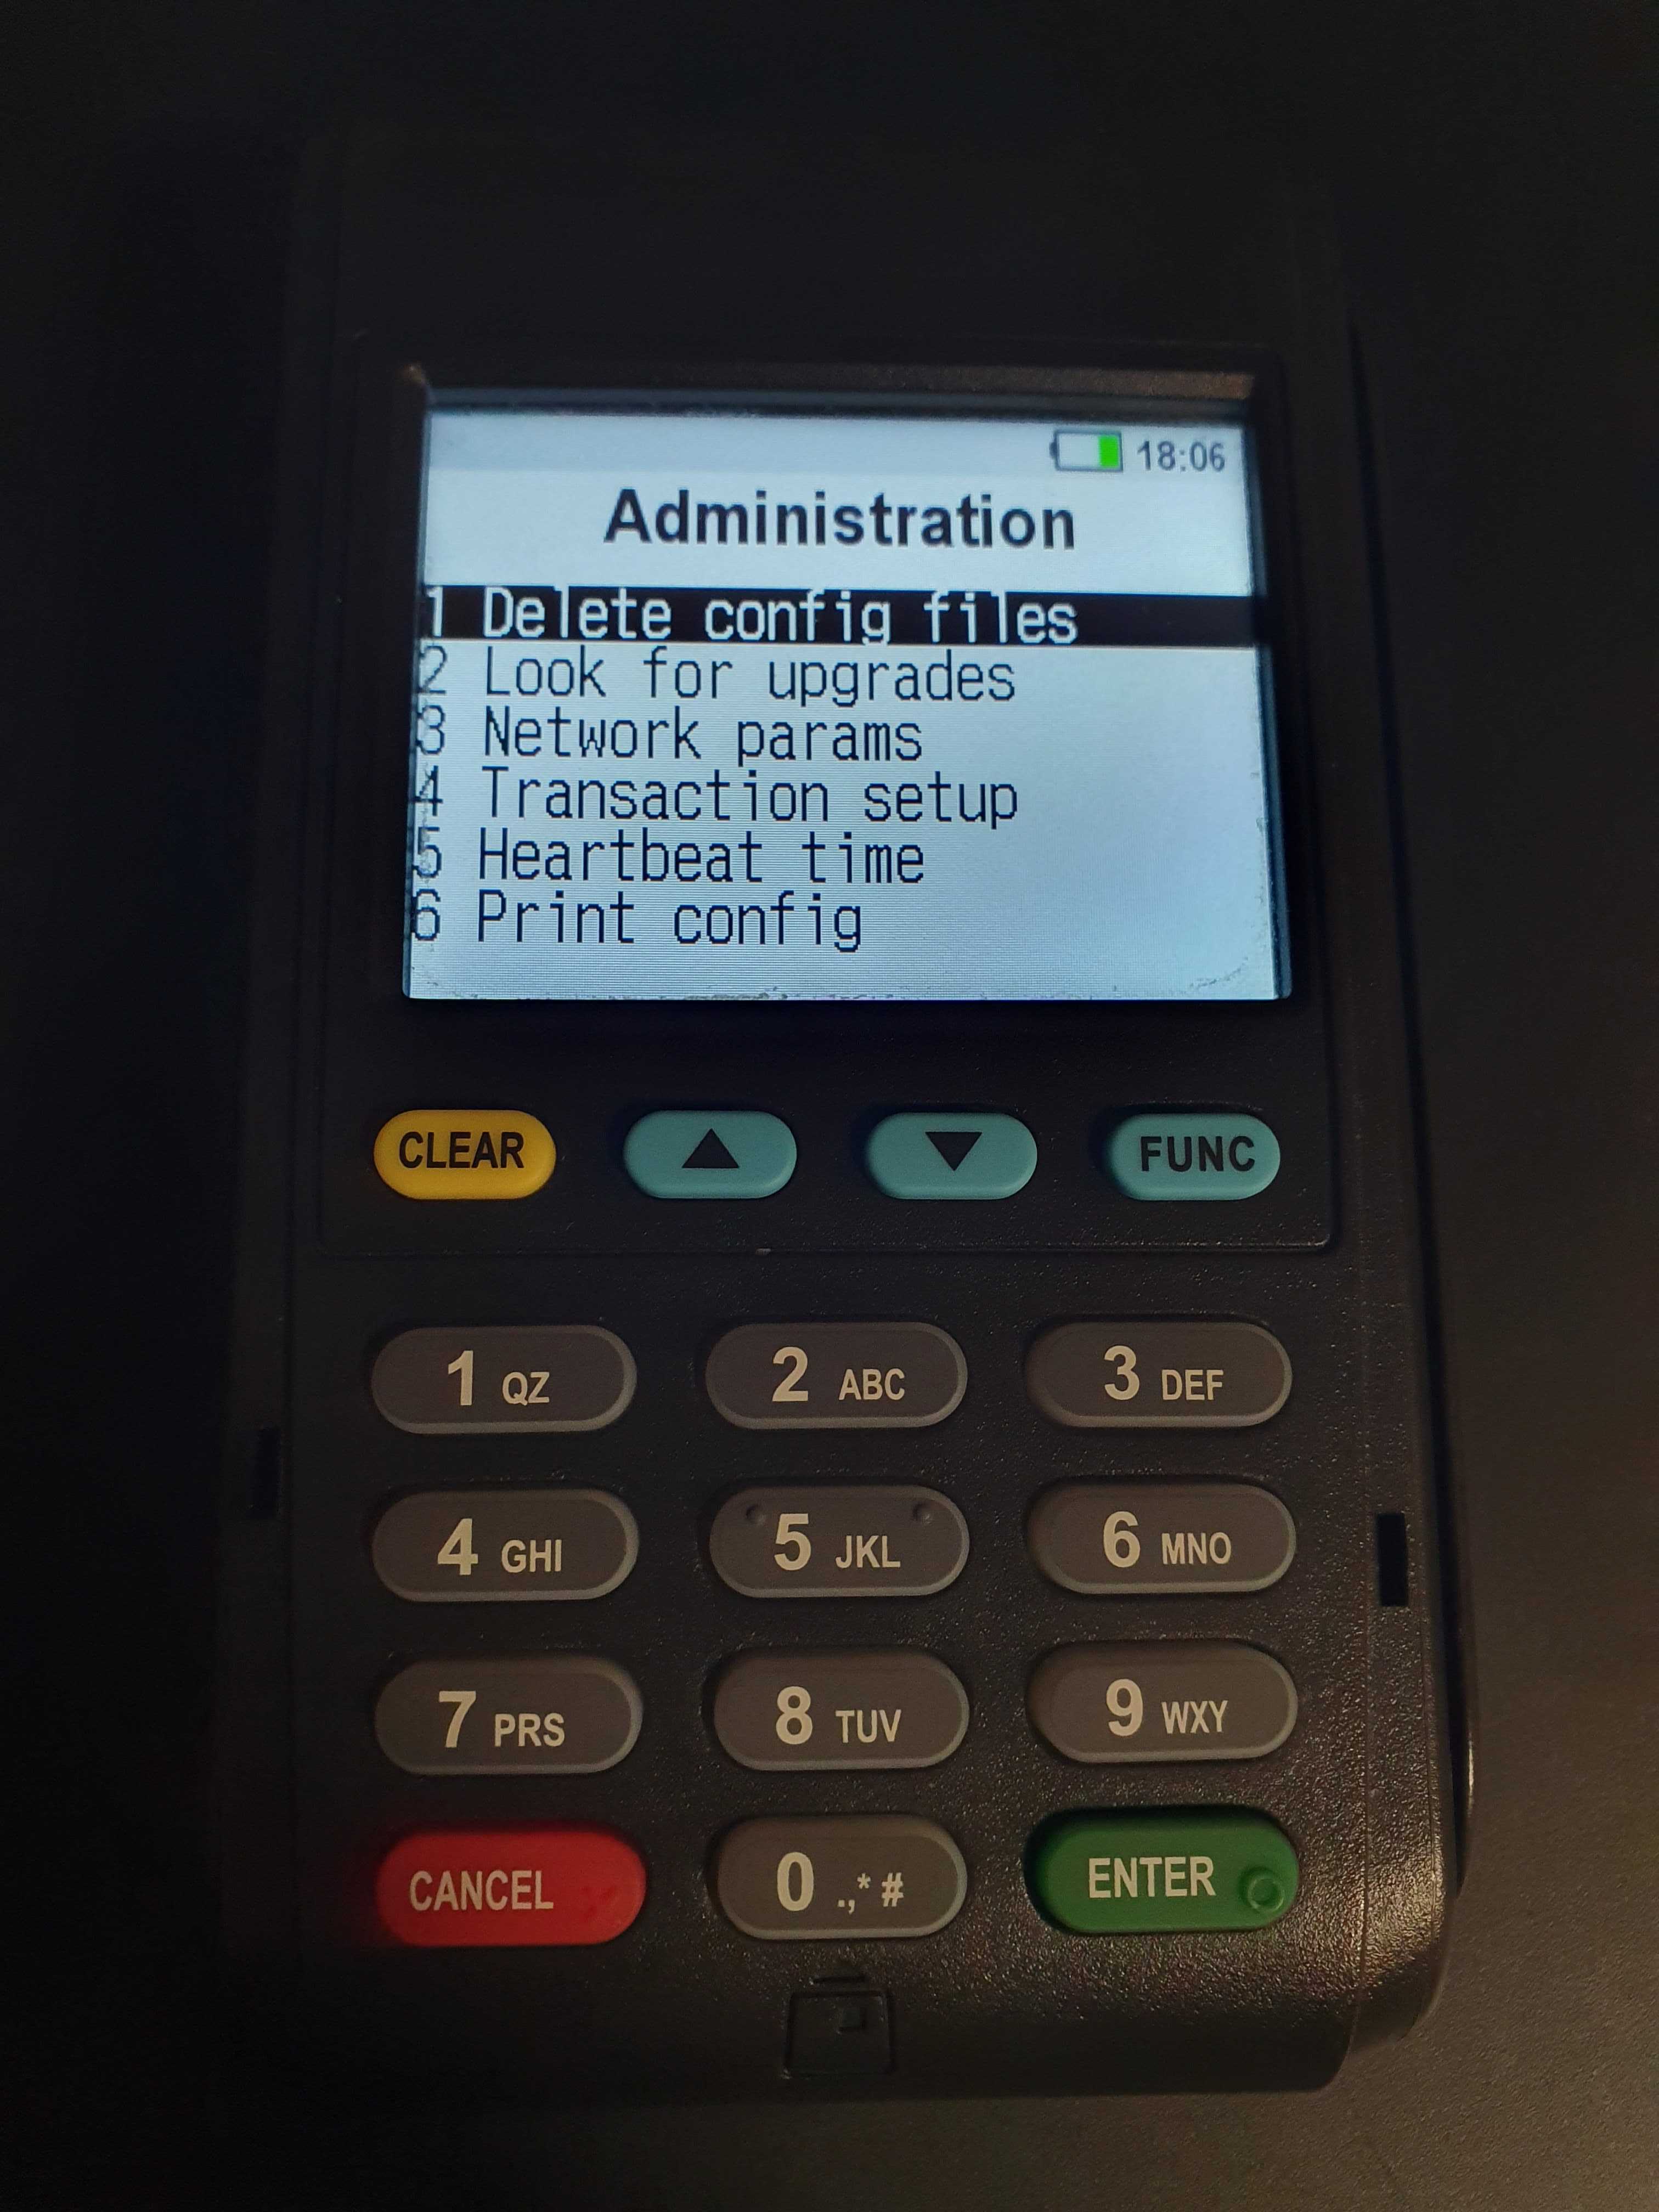 18:06
Administration
1 Delete config files
2 Look for upgrades
3 Network params
4 Transaction setup
5 Heartbeat time
6 Print config
CLEAR ▲ ▼ FUNC
1 QZ 2 ABC 3 DEF
4 GHI 5 JKL 6 MNO
7 PRS 8 TUV 9 WXY
CANCEL 0 .,* # ENTER